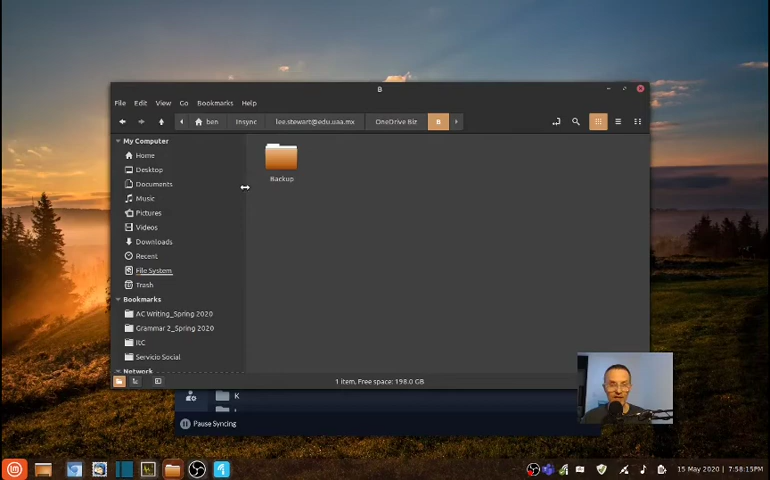 B
File Edit View Go Bookmarks Help
ben Insync lee.stewart@edu.uaa.mx OneDrive Biz B
My Computer
Home
Desktop
Documents
Music
Pictures
Videos
Downloads
Recent
File System
Trash
Bookmarks
AC Writing_Spring 2020
Grammar 2_Spring 2020
ItC
Servicio Social
Network
Backup
1 item, Free space: 198.0 GB
K
Pause Syncing
15 May 2020 | 7:58:15PM